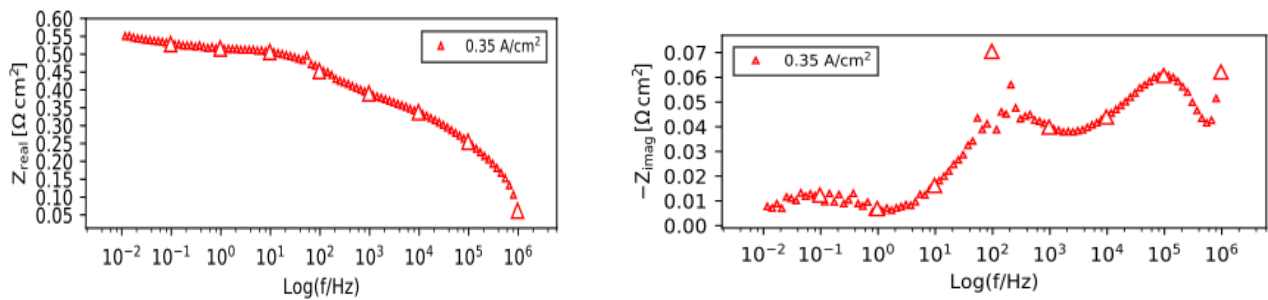 Z_real [Ω cm²]
0.60
0.55
0.50
0.45
0.40
0.35
0.30
0.25
0.20
0.15
0.10
0.05
0.35 A/cm²
10⁻² 10⁻¹ 10⁰ 10¹ 10² 10³ 10⁴ 10⁵ 10⁶
Log(f/Hz)
−Z_imag [Ω cm²]
0.07
0.06
0.05
0.04
0.03
0.02
0.01
0.00
0.35 A/cm²
10⁻² 10⁻¹ 10⁰ 10¹ 10² 10³ 10⁴ 10⁵ 10⁶
Log(f/Hz)